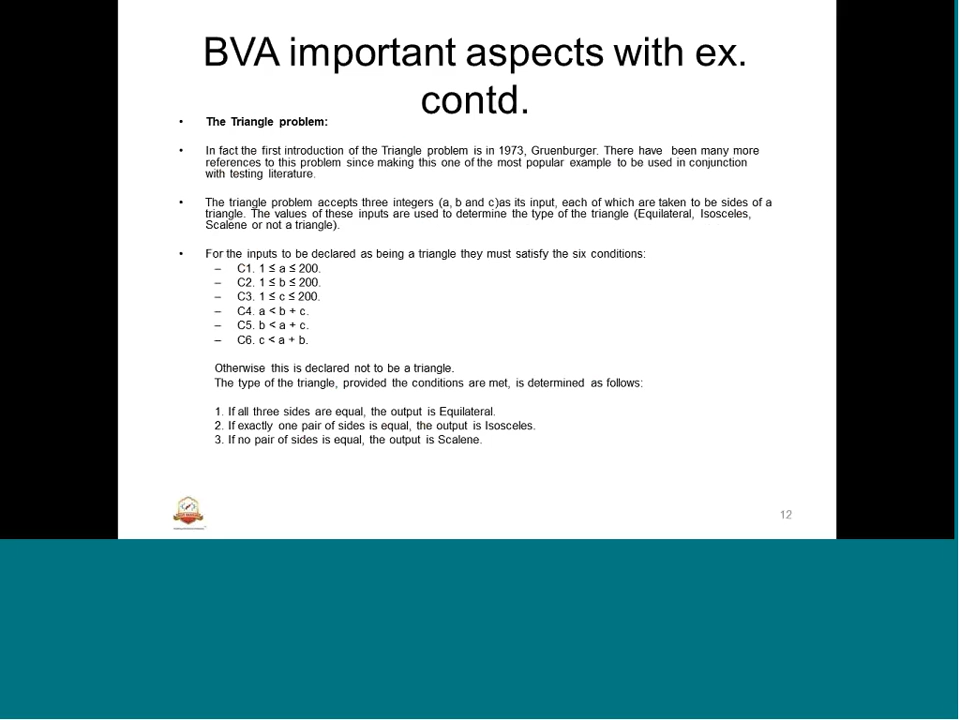 BVA important aspects with ex.
contd.
• The Triangle problem:
• In fact the first introduction of the Triangle problem is in 1973, Gruenburger. There have been many more
references to this problem since making this one of the most popular example to be used in conjunction
with testing literature.
• The triangle problem accepts three integers (a, b and c)as its input, each of which are taken to be sides of a
triangle. The values of these inputs are used to determine the type of the triangle (Equilateral, Isosceles,
Scalene or not a triangle).
• For the inputs to be declared as being a triangle they must satisfy the six conditions:
– C1. 1 ≤ a ≤ 200.
– C2. 1 ≤ b ≤ 200.
– C3. 1 ≤ c ≤ 200.
– C4. a < b + c.
– C5. b < a + c.
– C6. c < a + b.
Otherwise this is declared not to be a triangle.
The type of the triangle, provided the conditions are met, is determined as follows:
1. If all three sides are equal, the output is Equilateral.
2. If exactly one pair of sides is equal, the output is Isosceles.
3. If no pair of sides is equal, the output is Scalene.
12